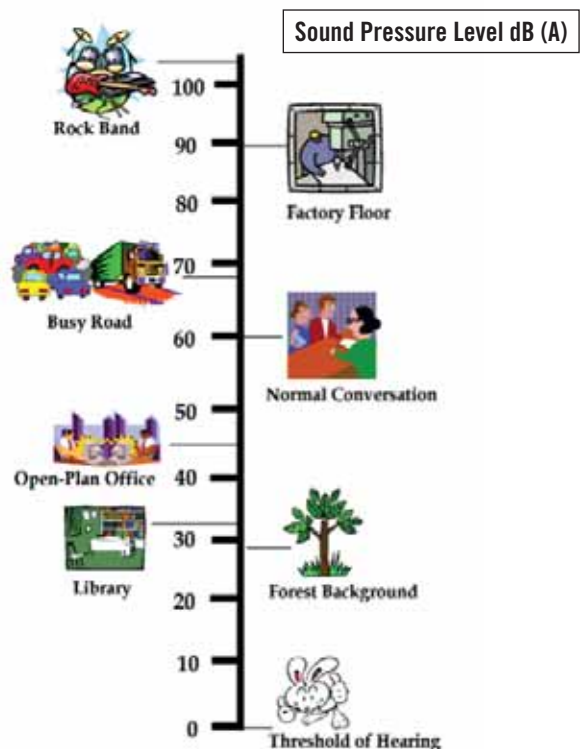 Sound Pressure Level dB (A)
100
Rock Band
90
Factory Floor
80
70
Busy Road
60
Normal Conversation
50
Open-Plan Office
40
30
Library
Forest Background
20
10
0
Threshold of Hearing